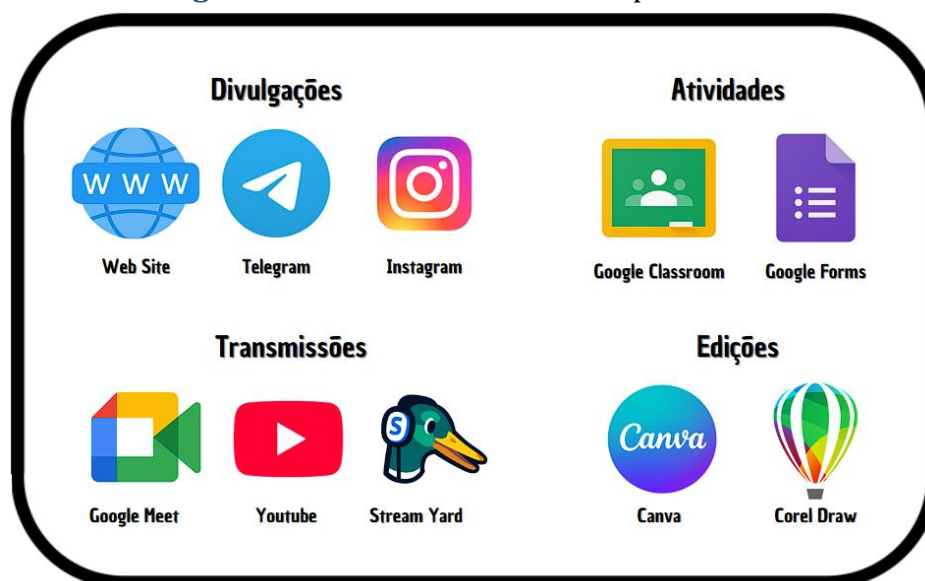 Divulgações
Atividades
WWW
Web Site
Telegram
Instagram
Google Classroom
Google Forms
Transmissões
Edições
S
Canva
Google Meet
Youtube
Stream Yard
Canva
Corel Draw